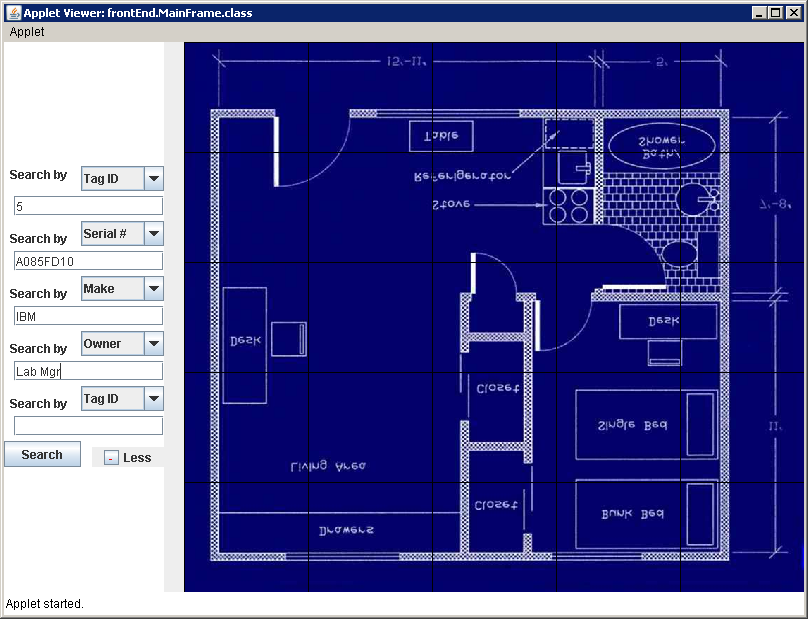 Applet Viewer: frontEnd.MainFrame.class
Applet
Search by Tag ID
5
Search by Serial #
A085FD10
Search by Make
IBM
Search by Owner
Lab Mgr
Search by Tag ID
Search - Less
15'-11" 5'
Table
Shower
Bath/
Refrerigerator
Stove
7'-8"
Desk
Desk
Closet
Single Bed
11'
Living Area
Closet
Bunk Bed
Drawers
Applet started.